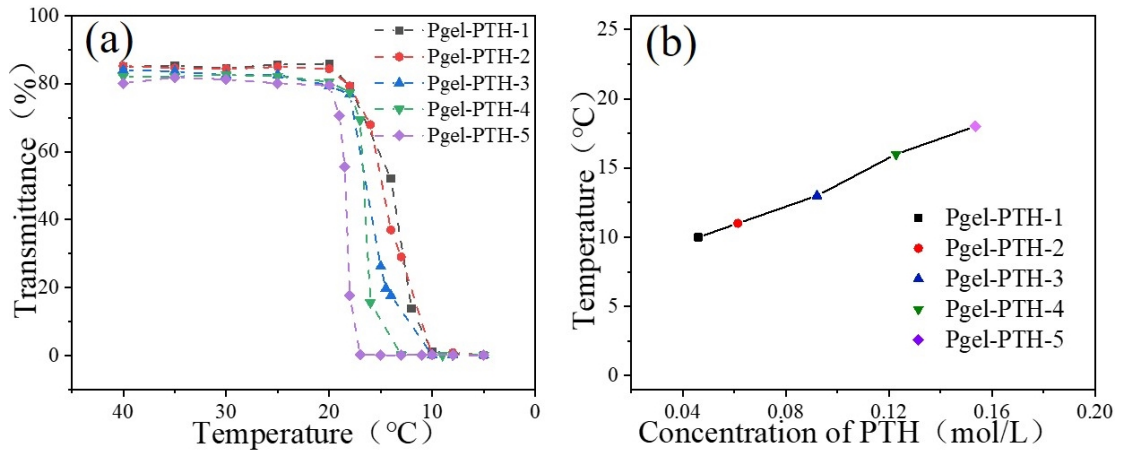 (a)
Transmittance（%）
100
80
60
40
20
0
40
30
20
10
0
Temperature（°C）
Pgel-PTH-1
Pgel-PTH-2
Pgel-PTH-3
Pgel-PTH-4
Pgel-PTH-5
(b)
Temperature（°C）
25
20
15
10
5
0
0.04
0.08
0.12
0.16
0.20
Concentration of PTH（mol/L）
Pgel-PTH-1
Pgel-PTH-2
Pgel-PTH-3
Pgel-PTH-4
Pgel-PTH-5